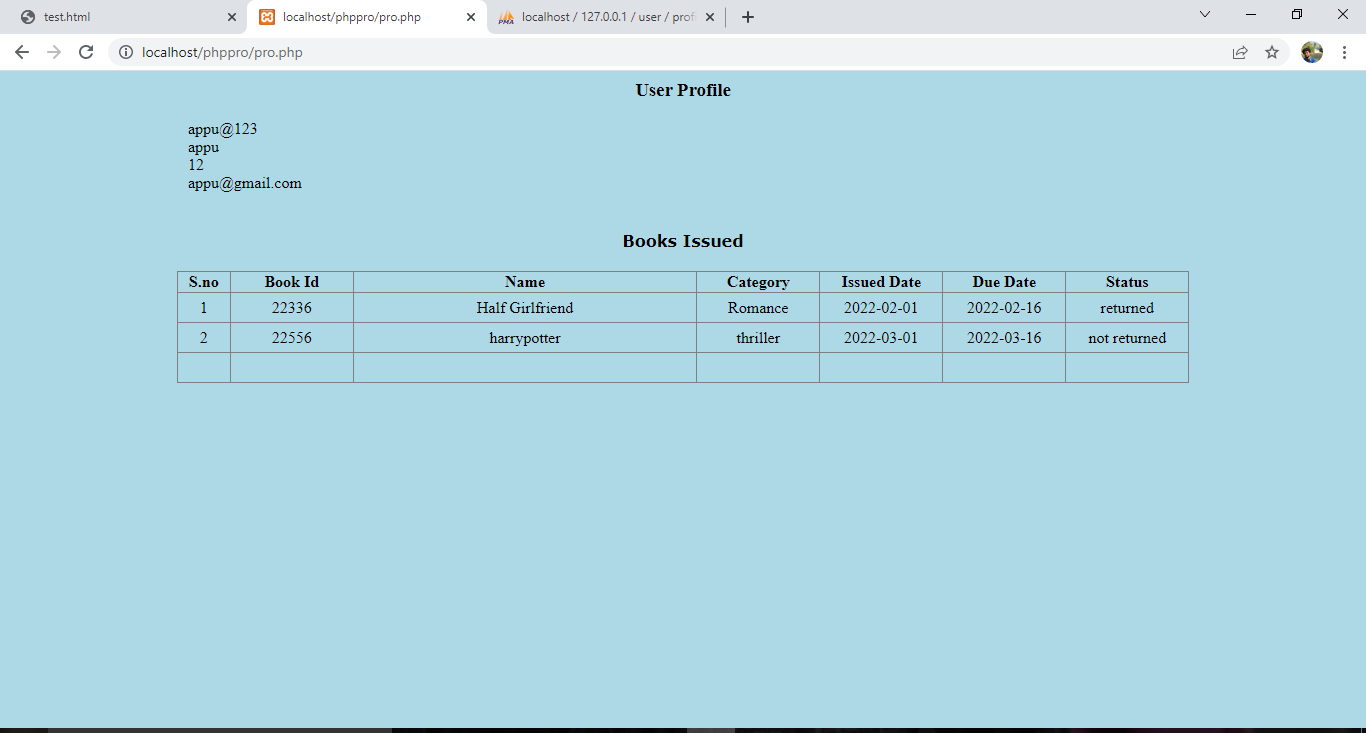 test.html
localhost/phppro/pro.php
localhost / 127.0.0.1 / user / prof
localhost/phppro/pro.php
User Profile
appu@123
appu
12
appu@gmail.com
Books Issued
S.no Book Id Name Category Issued Date Due Date Status
1 22336 Half Girlfriend Romance 2022-02-01 2022-02-16 returned
2 22556 harrypotter thriller 2022-03-01 2022-03-16 not returned